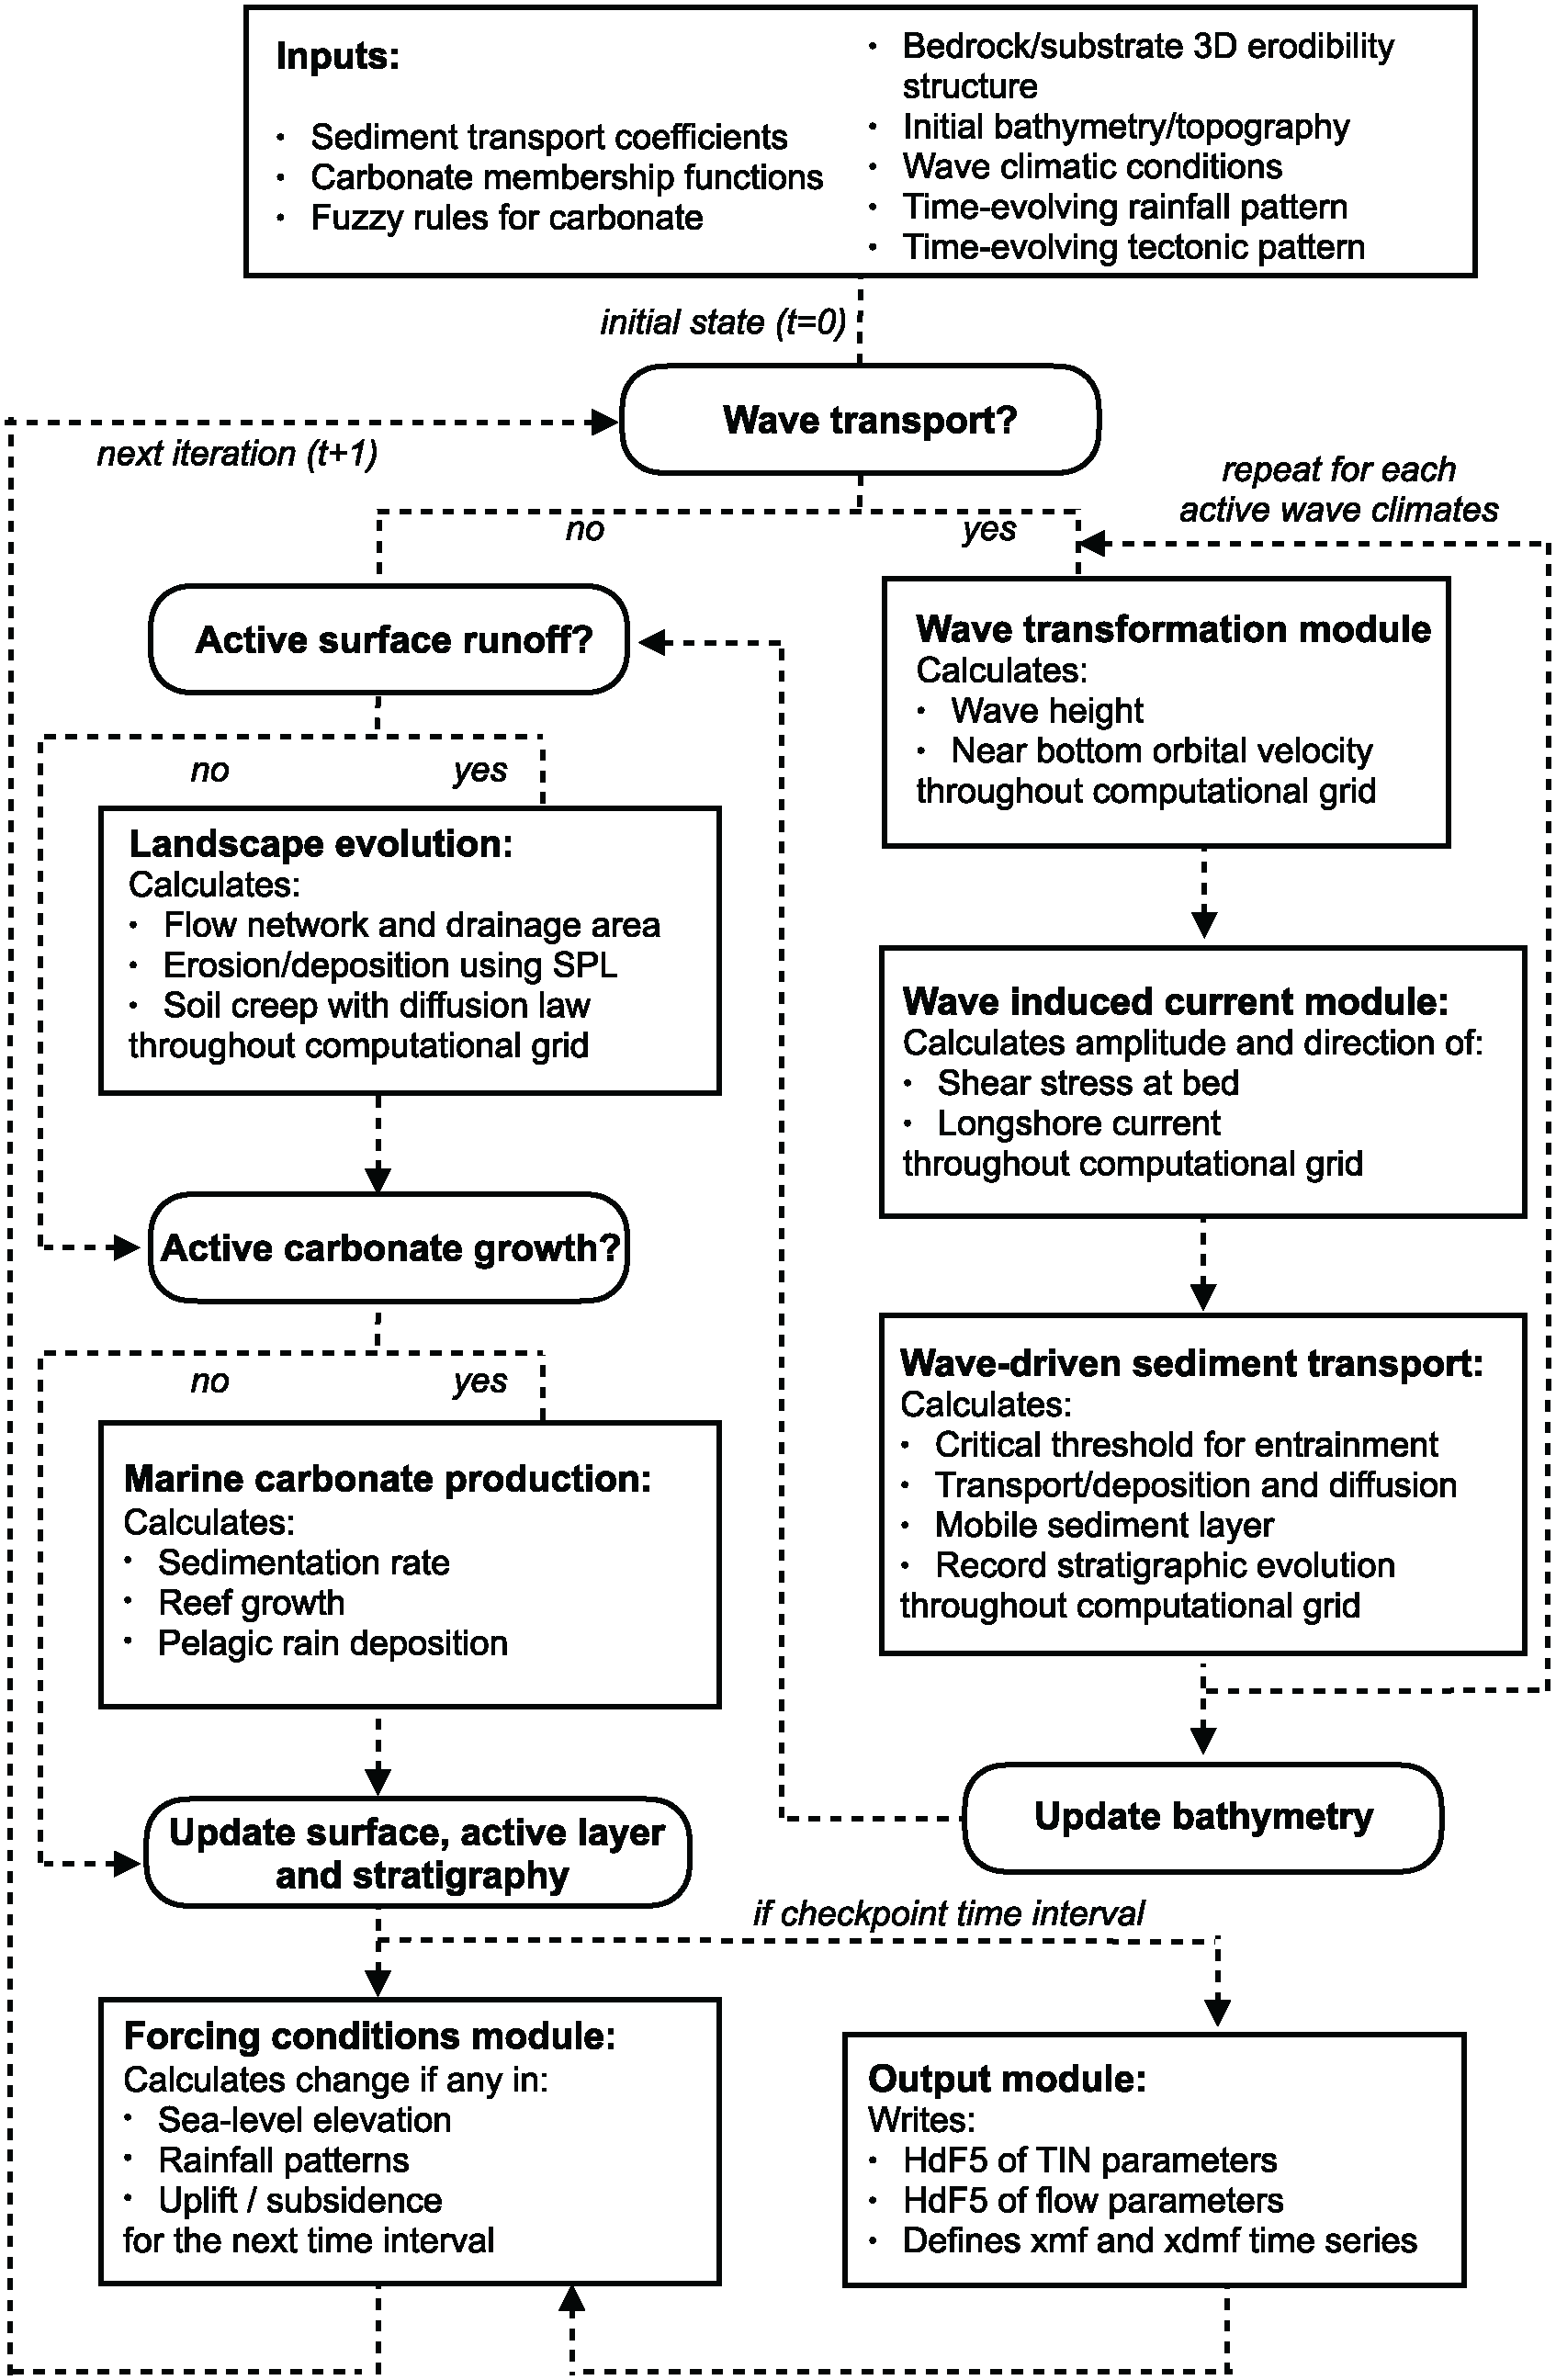 Inputs:
· Sediment transport coefficients
· Carbonate membership functions
· Fuzzy rules for carbonate
· Bedrock/substrate 3D erodibility
structure
· Initial bathymetry/topography
· Wave climatic conditions
· Time-evolving rainfall pattern
· Time-evolving tectonic pattern
initial state (t=0)
Wave transport?
next iteration (t+1)
repeat for each
active wave climates
no
yes
Active surface runoff?
no
yes
Wave transformation module
Calculates:
· Wave height
· Near bottom orbital velocity
throughout computational grid
Landscape evolution:
Calculates:
· Flow network and drainage area
· Erosion/deposition using SPL
· Soil creep with diffusion law
throughout computational grid
Wave induced current module:
Calculates amplitude and direction of:
· Shear stress at bed
· Longshore current
throughout computational grid
Active carbonate growth?
no
yes
Wave-driven sediment transport:
Calculates:
· Critical threshold for entrainment
· Transport/deposition and diffusion
· Mobile sediment layer
· Record stratigraphic evolution
throughout computational grid
Marine carbonate production:
Calculates:
· Sedimentation rate
· Reef growth
· Pelagic rain deposition
Update bathymetry
Update surface, active layer
and stratigraphy
if checkpoint time interval
Forcing conditions module:
Calculates change if any in:
· Sea-level elevation
· Rainfall patterns
· Uplift / subsidence
for the next time interval
Output module:
Writes:
· HdF5 of TIN parameters
· HdF5 of flow parameters
· Defines xmf and xdmf time series